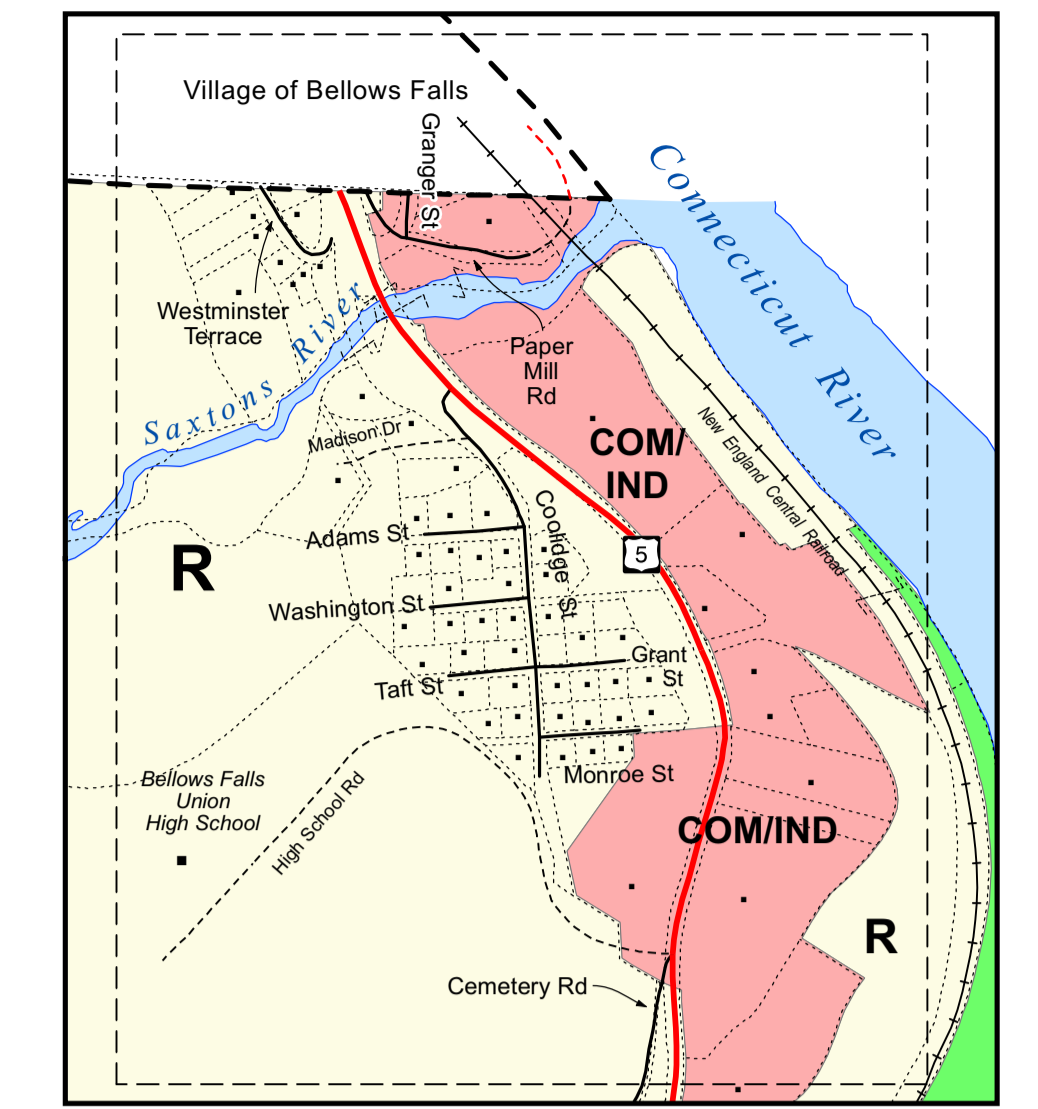 Village of Bellows Falls
Granger St
Connecticut River
Westminster
Terrace
Saxtons River
Paper
Mill
Rd
Madison Dr
New England Central Railroad
COM/
IND
Coolidge St
Adams St
5
R
Washington St
Grant
St
Taft St
Monroe St
Bellows Falls
Union
High School
High School Rd
COM/IND
R
Cemetery Rd